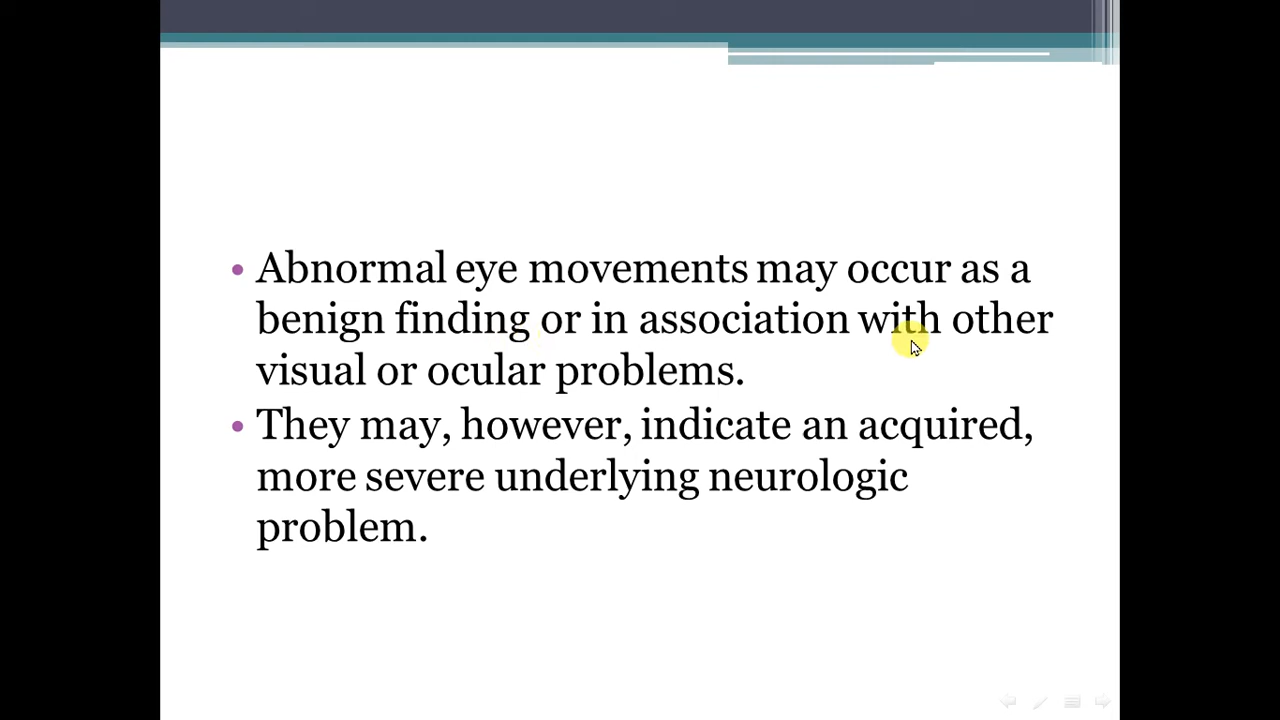 • Abnormal eye movements may occur as a
benign finding or in association with other
visual or ocular problems.
• They may, however, indicate an acquired,
more severe underlying neurologic
problem.